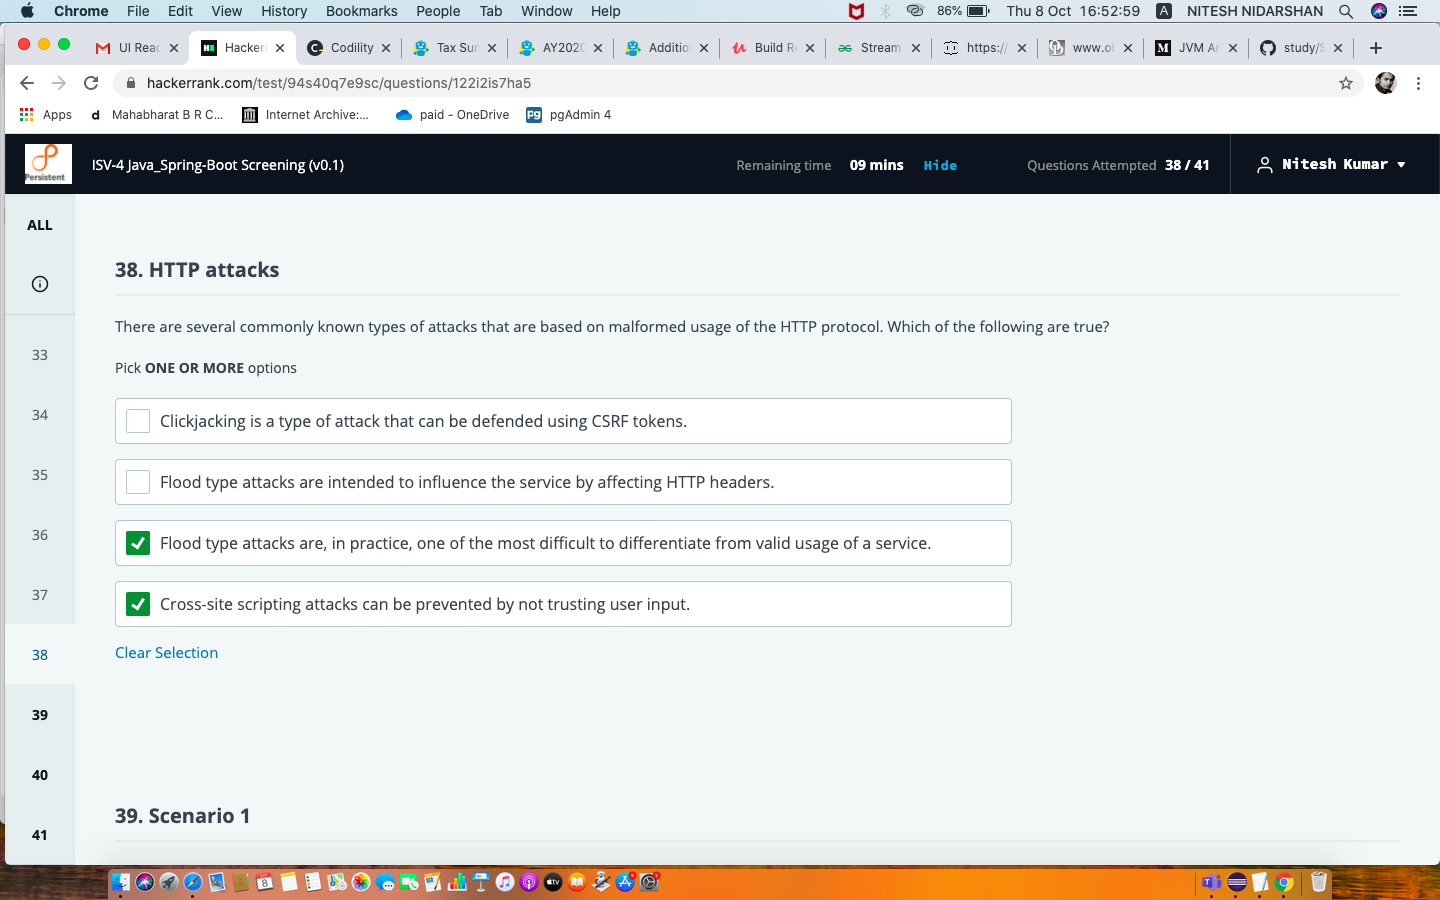 Chrome File Edit View History Bookmarks People Tab Window Help 86% Thu 8 Oct 16:52:59 A NITESH NIDARSHAN
UI Reac Hacker Codility Tax Sur AY202 Additio Build R Stream https:// www.ol JVM Ar study/S
hackerrank.com/test/94s40q7e9sc/questions/122i2is7ha5
Apps d Mahabharat B R C... Internet Archive:... paid - OneDrive pg pgAdmin 4
Persistent ISV-4 Java_Spring-Boot Screening (v0.1) Remaining time 09 mins Hide Questions Attempted 38 / 41 Nitesh Kumar
ALL
38. HTTP attacks
There are several commonly known types of attacks that are based on malformed usage of the HTTP protocol. Which of the following are true?
33
Pick ONE OR MORE options
34
Clickjacking is a type of attack that can be defended using CSRF tokens.
35
Flood type attacks are intended to influence the service by affecting HTTP headers.
36
Flood type attacks are, in practice, one of the most difficult to differentiate from valid usage of a service.
37
Cross-site scripting attacks can be prevented by not trusting user input.
38
Clear Selection
39
40
39. Scenario 1
41
8
tv